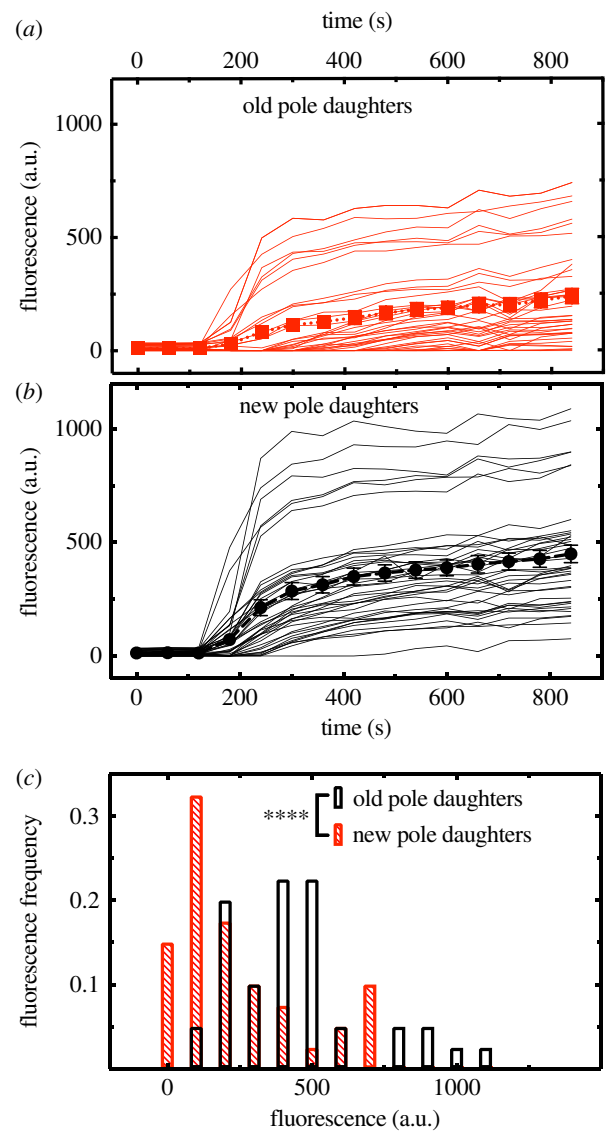 (a)
time (s)
0 200 400 600 800
old pole daughters
1000
500
0
fluorescence (a.u.)
(b)
new pole daughters
1000
500
0
fluorescence (a.u.)
0 200 400 600 800
time (s)
(c)
old pole daughters
****
new pole daughters
0.3
0.2
0.1
fluorescence frequency
0 500 1000
fluorescence (a.u.)